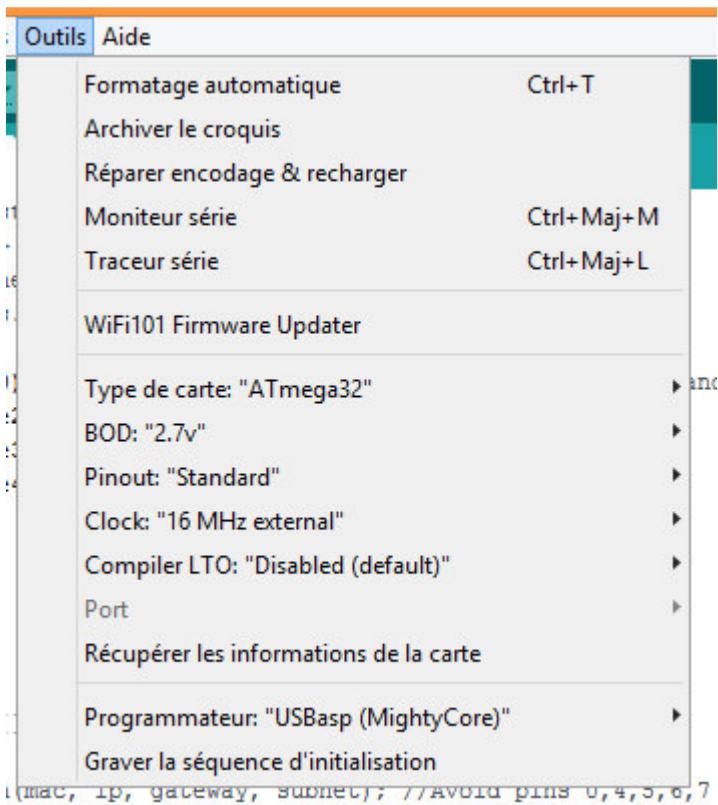 Outils Aide
Formatage automatique Ctrl+T
Archiver le croquis
Réparer encodage & recharger
Moniteur série Ctrl+Maj+M
Traceur série Ctrl+Maj+L
WiFi101 Firmware Updater
Type de carte: "ATmega32"
BOD: "2.7v"
Pinout: "Standard"
Clock: "16 MHz external"
Compiler LTO: "Disabled (default)"
Port
Récupérer les informations de la carte
Programmateur: "USBasp (MightyCore)"
Graver la séquence d'initialisation
(mac, ip, gateway, subnet); //Avoid pins 0,4,5,6,7